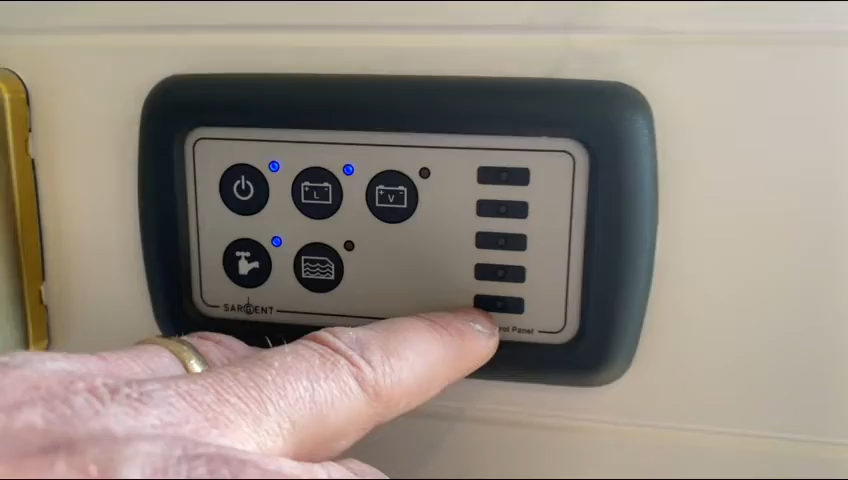 + L -
+ V -
SARGENT
rol Panel